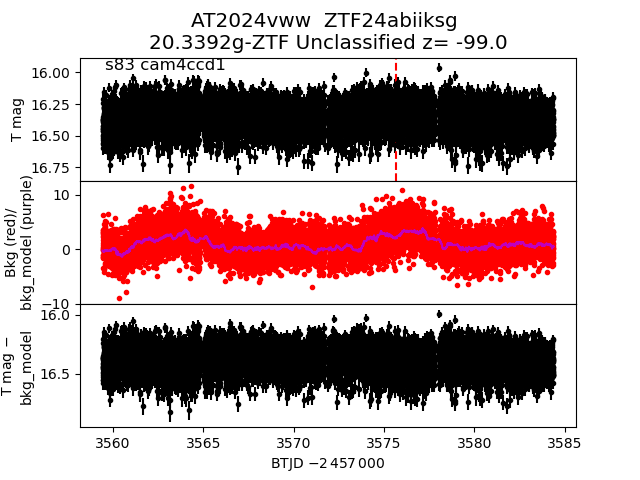 AT2024vww  ZTF24abiiksg
20.3392g-ZTF Unclassified z= -99.0
s83 cam4ccd1
16.00
16.25
16.50
16.75
T mag
10
0
−10
Bkg (red)/
bkg_model (purple)
16.0
16.5
T mag −
bkg_model
3560
3565
3570
3575
3580
3585
BTJD −2 457 000